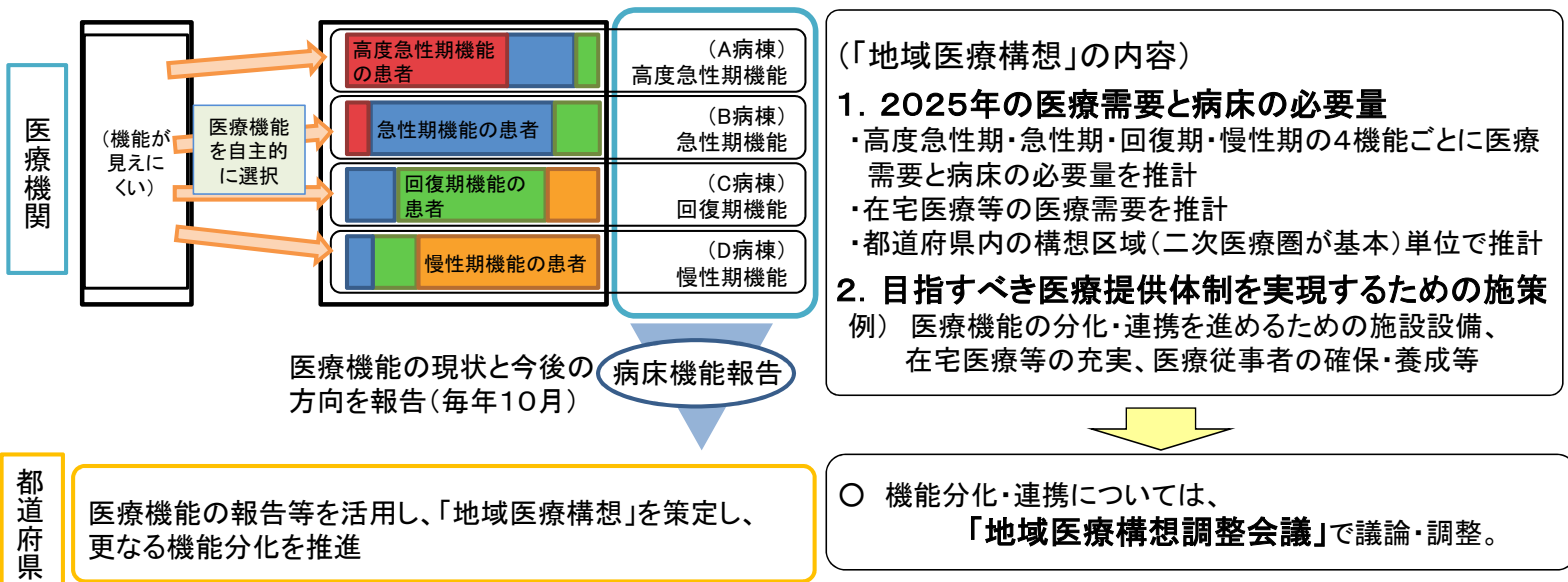 医療機関
(機能が
見えに
くい)
医療機能
を自主的
に選択
高度急性期機能
の患者
(A病棟)
高度急性期機能
急性期機能の患者
(B病棟)
急性期機能
回復期機能の
患者
(C病棟)
回復期機能
慢性期機能の患者
(D病棟)
慢性期機能
医療機能の現状と今後の
方向を報告(毎年10月)
病床機能報告
都道府県
医療機能の報告等を活用し、「地域医療構想」を策定し、
更なる機能分化を推進
(「地域医療構想」の内容)
1. 2025年の医療需要と病床の必要量
・高度急性期・急性期・回復期・慢性期の4機能ごとに医療
需要と病床の必要量を推計
・在宅医療等の医療需要を推計
・都道府県内の構想区域(二次医療圏が基本)単位で推計
2. 目指すべき医療提供体制を実現するための施策
例) 医療機能の分化・連携を進めるための施設設備、
在宅医療等の充実、医療従事者の確保・養成等
○ 機能分化・連携については、
「地域医療構想調整会議」で議論・調整。